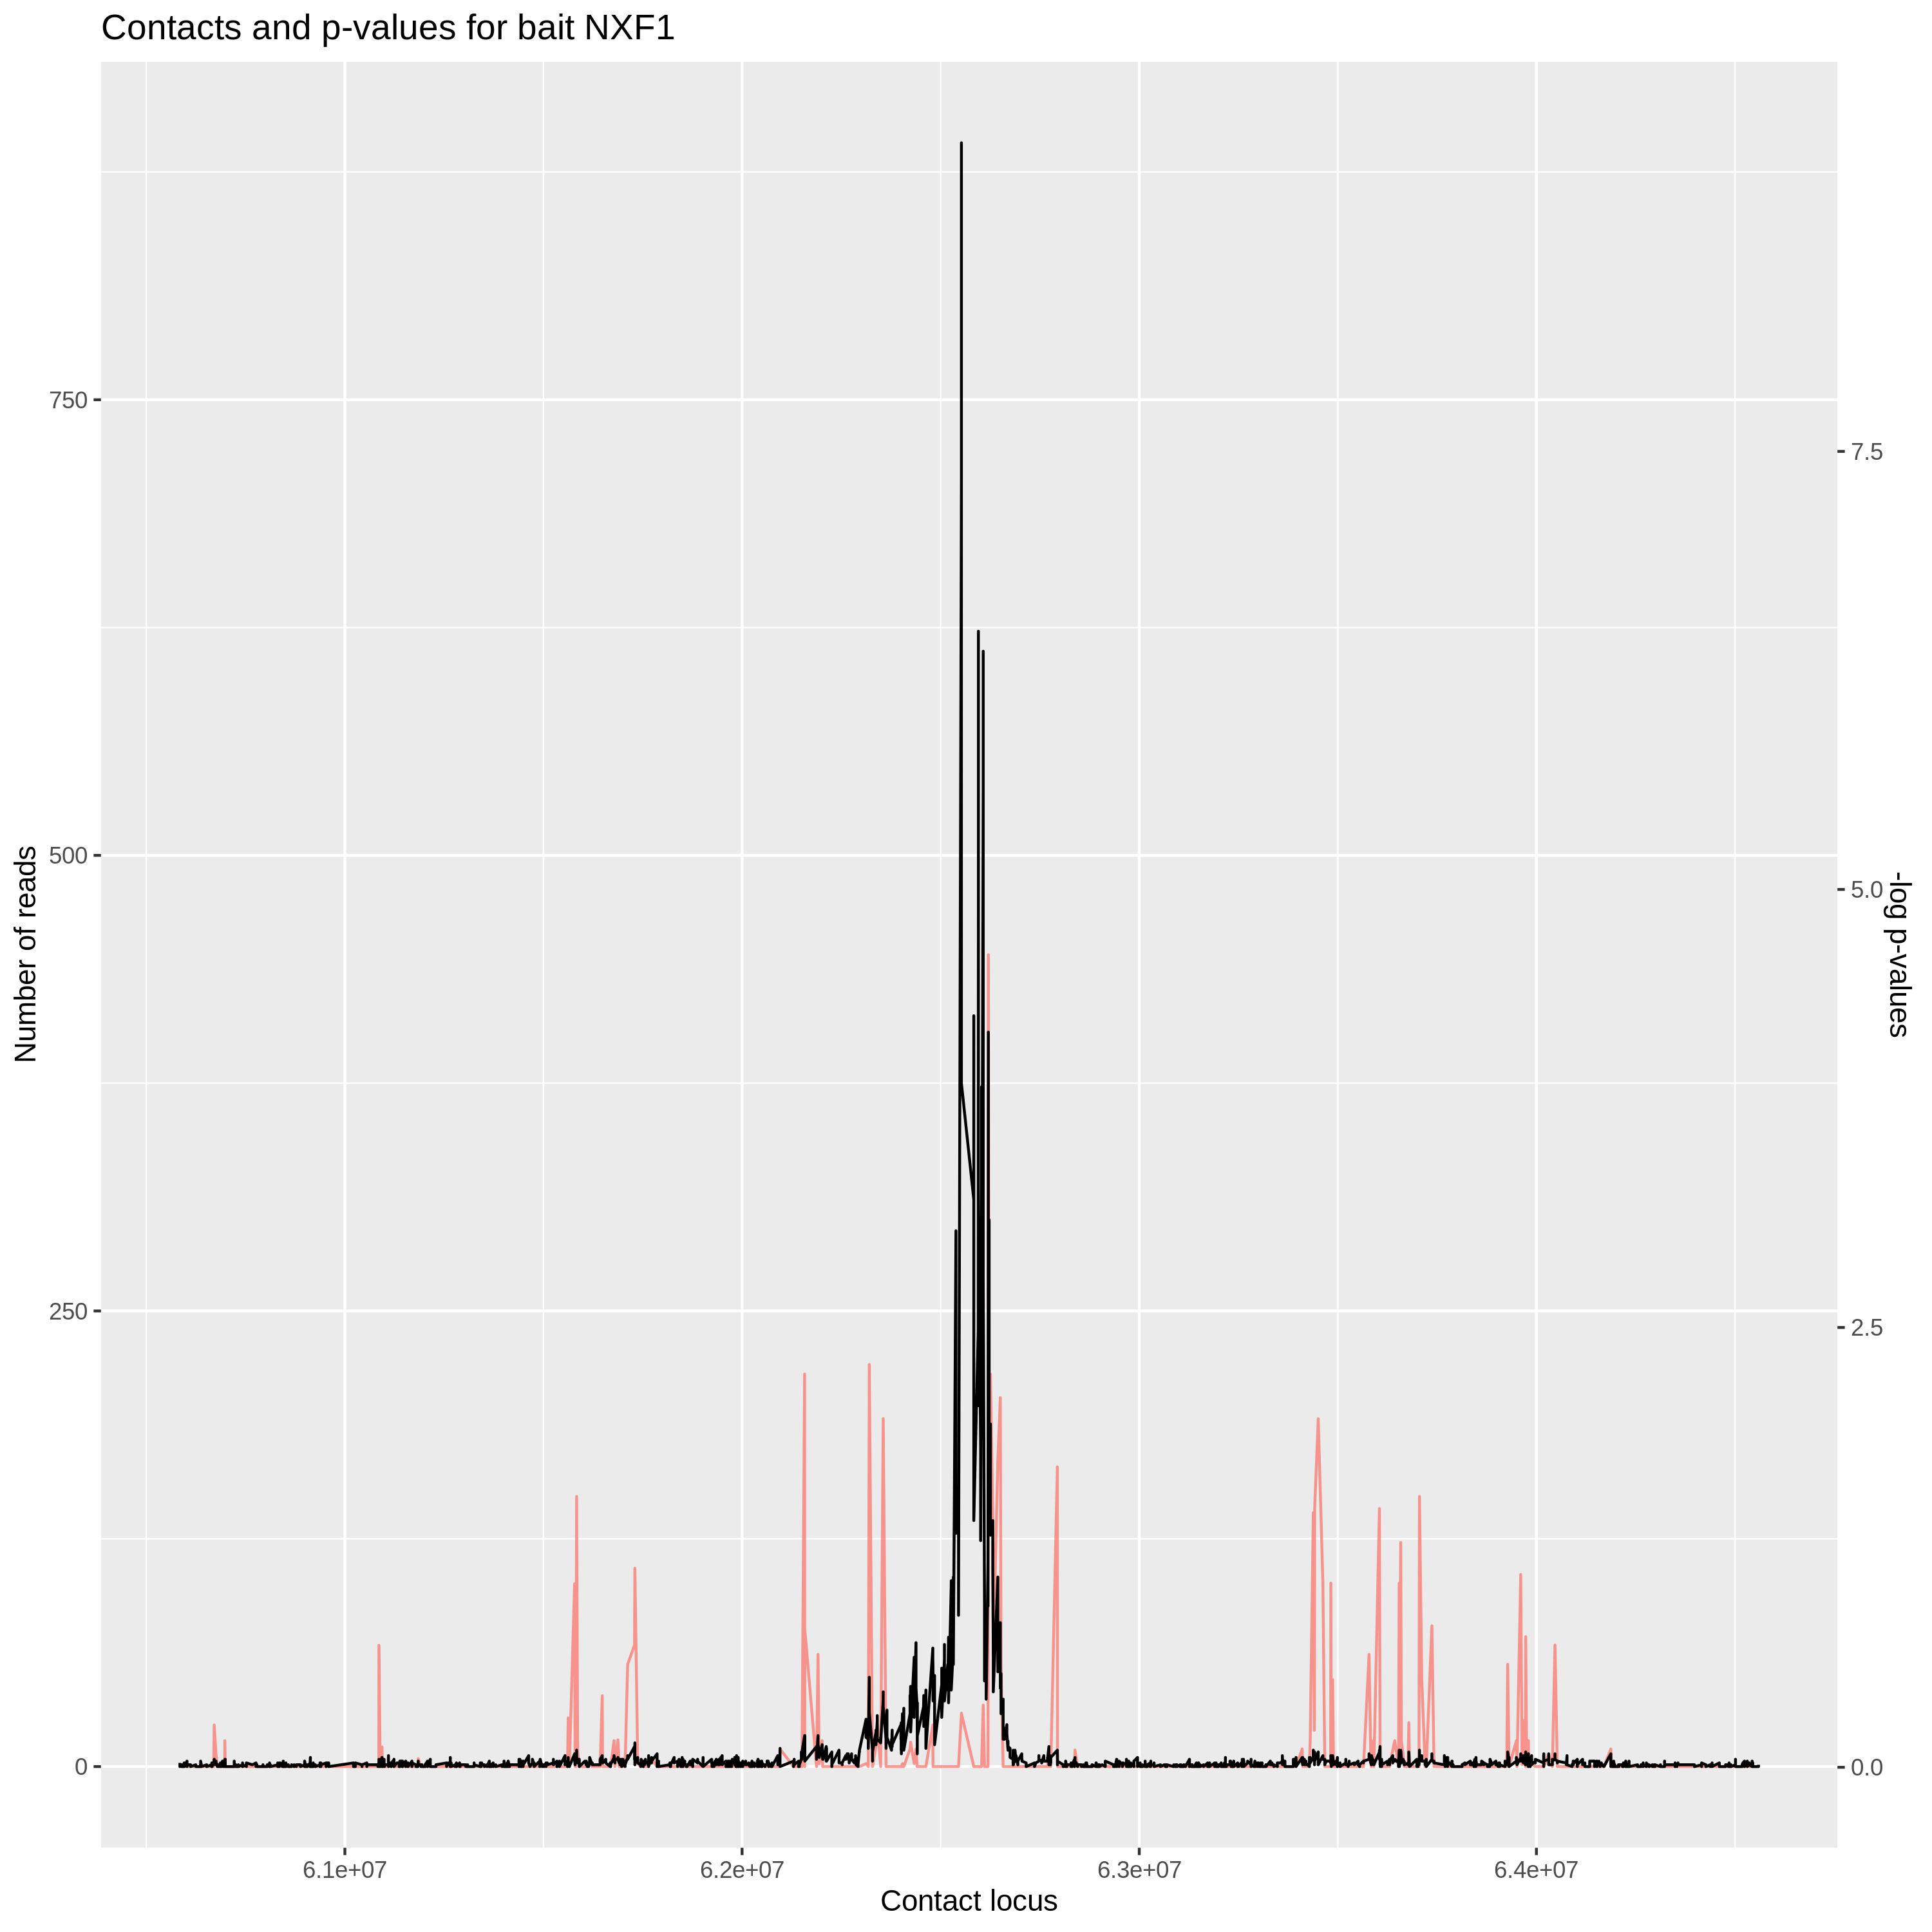 Contacts and p-values for bait NXF1
750
500
250
0
Number of reads
7.5
5.0
2.5
0.0
-log p-values
6.1e+07
6.2e+07
6.3e+07
6.4e+07
Contact locus